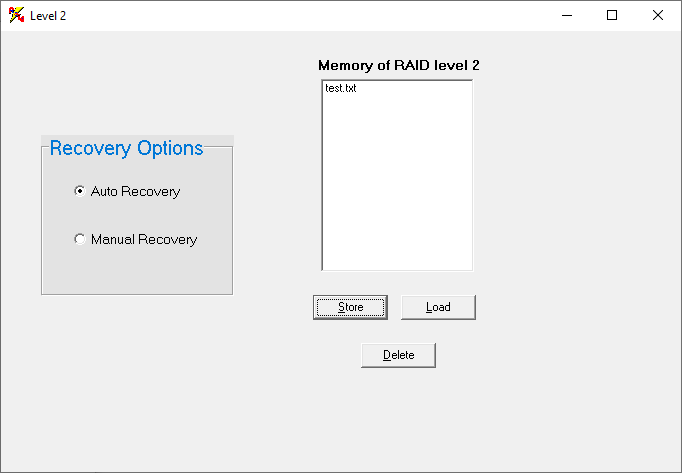 Level 2
Memory of RAID level 2
test.txt
Recovery Options
Auto Recovery
Manual Recovery
Store
Load
Delete